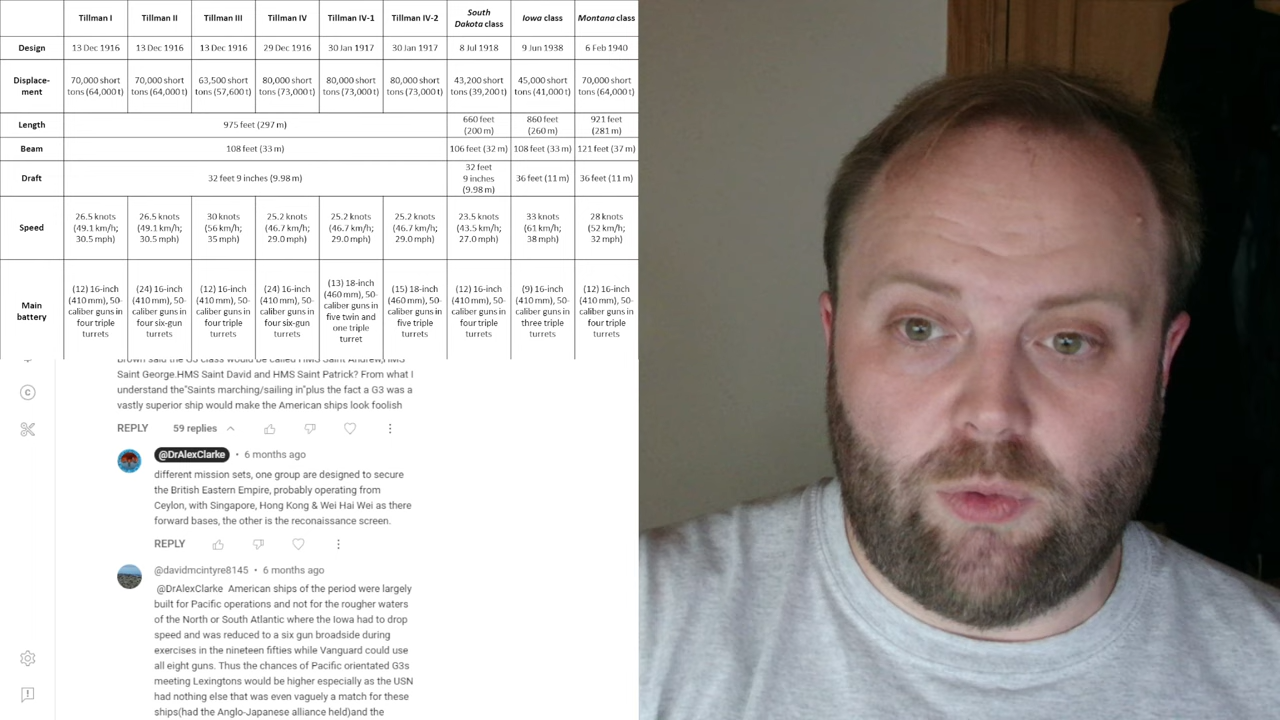 Tillman I Tillman II Tillman III Tillman IV Tillman IV-1 Tillman IV-2 South Dakota class Iowa class Montana class
Design 13 Dec 1916 13 Dec 1916 13 Dec 1916 29 Dec 1916 30 Jan 1917 30 Jan 1917 8 Jul 1918 9 Jun 1938 6 Feb 1940
Displace-ment 70,000 short tons (64,000 t) 70,000 short tons (64,000 t) 63,500 short tons (57,600 t) 80,000 short tons (73,000 t) 80,000 short tons (73,000 t) 80,000 short tons (73,000 t) 43,200 short tons (39,200 t) 45,000 short tons (41,000 t) 70,000 short tons (64,000 t)
Length 975 feet (297 m) 660 feet (200 m) 860 feet (260 m) 921 feet (281 m)
Beam 108 feet (33 m) 106 feet (32 m) 108 feet (33 m) 121 feet (37 m)
Draft 32 feet 9 inches (9.98 m) 32 feet 9 inches (9.98 m) 36 feet (11 m) 36 feet (11 m)
Speed 26.5 knots (49.1 km/h; 30.5 mph) 26.5 knots (49.1 km/h; 30.5 mph) 30 knots (56 km/h; 35 mph) 25.2 knots (46.7 km/h; 29.0 mph) 25.2 knots (46.7 km/h; 29.0 mph) 25.2 knots (46.7 km/h; 29.0 mph) 23.5 knots (43.5 km/h; 27.0 mph) 33 knots (61 km/h; 38 mph) 28 knots (52 km/h; 32 mph)
Main battery (12) 16-inch (410 mm), 50-caliber guns in four triple turrets (24) 16-inch (410 mm), 50-caliber guns in four six-gun turrets (12) 16-inch (410 mm), 50-caliber guns in four triple turrets (24) 16-inch (410 mm), 50-caliber guns in four six-gun turrets (13) 18-inch (460 mm), 50-caliber guns in five twin and one triple turret (15) 18-inch (460 mm), 50-caliber guns in five triple turrets (12) 16-inch (410 mm), 50-caliber guns in four triple turrets (9) 16-inch (410 mm), 50-caliber guns in three triple turrets (12) 16-inch (410 mm), 50-caliber guns in four triple turrets
Brown said the G3 class would be called HMS Saint Andrew,HMS
Saint George.HMS Saint David and HMS Saint Patrick? From what I
understand the"Saints marching/sailing in"plus the fact a G3 was a
vastly superior ship would make the American ships look foolish
REPLY 59 replies
@DrAlexClarke • 6 months ago
different mission sets, one group are designed to secure
the British Eastern Empire, probably operating from
Ceylon, with Singapore, Hong Kong & Wei Hai Wei as there
forward bases, the other is the reconaissance screen.
REPLY
@davidmcintyre8145 • 6 months ago
@DrAlexClarke American ships of the period were largely
built for Pacific operations and not for the rougher waters
of the North or South Atlantic where the Iowa had to drop
speed and was reduced to a six gun broadside during
exercises in the nineteen fifties while Vanguard could use
all eight guns. Thus the chances of Pacific orientated G3s
meeting Lexingtons would be higher especially as the USN
had nothing else that was even vaguely a match for these
ships(had the Anglo-Japanese alliance held)and the